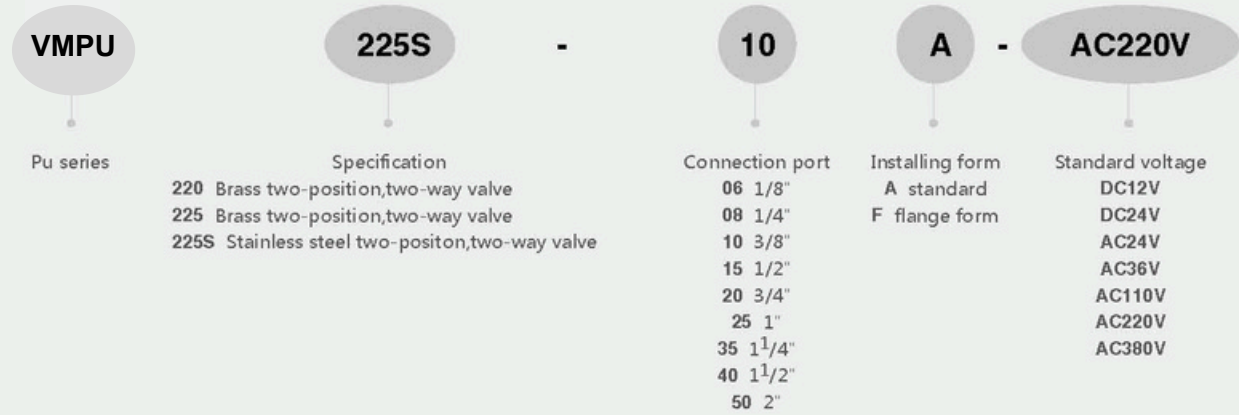 VMPU 225S - 10 A - AC220V
Pu series
Specification
220 Brass two-position,two-way valve
225 Brass two-position,two-way valve
225S Stainless steel two-positon,two-way valve
Connection port
06 1/8"
08 1/4"
10 3/8"
15 1/2"
20 3/4"
25 1"
35 1 1/4"
40 1 1/2"
50 2"
Installing form
A standard
F flange form
Standard voltage
DC12V
DC24V
AC24V
AC36V
AC110V
AC220V
AC380V